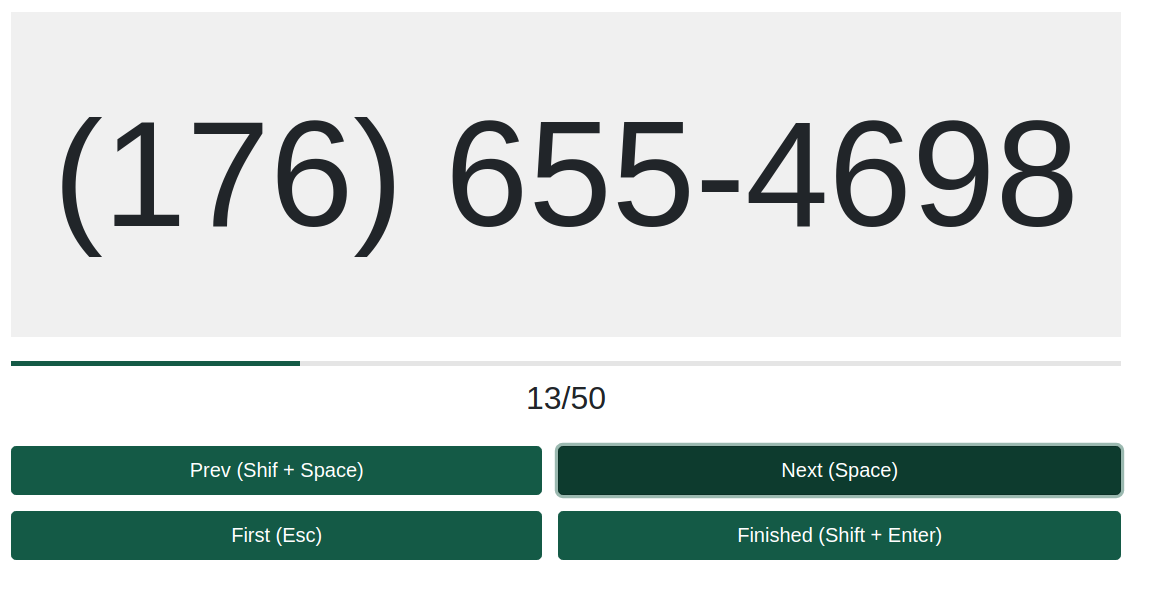 (176) 655-4698
13/50
Prev (Shif + Space)
Next (Space)
First (Esc)
Finished (Shift + Enter)